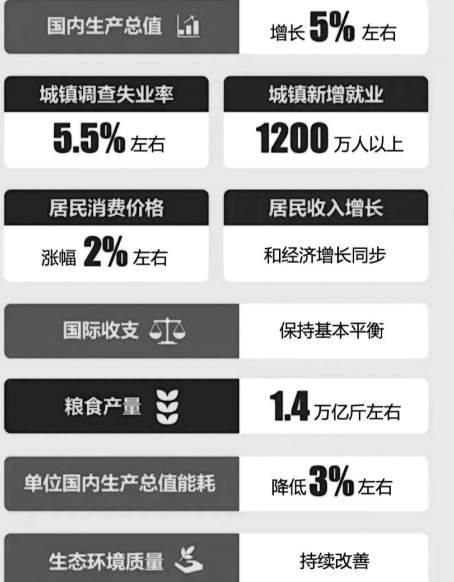 国内生产总值
增长5%左右
城镇调查失业率
5.5%左右
城镇新增就业
1200万人以上
居民消费价格
涨幅2%左右
居民收入增长
和经济增长同步
国际收支
保持基本平衡
粮食产量
1.4万亿斤左右
单位国内生产总值能耗
降低3%左右
生态环境质量
持续改善